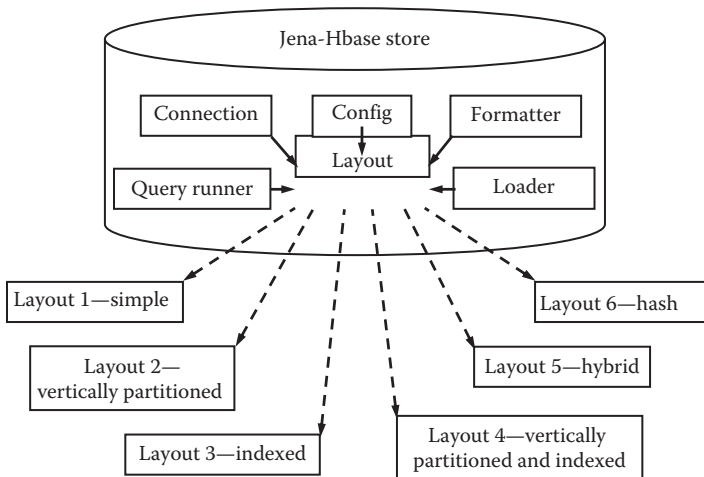 Jena-Hbase store
Connection
Config
Formatter
Layout
Query runner
Loader
Layout 1—simple
Layout 6—hash
Layout 2—
vertically partitioned
Layout 5—hybrid
Layout 3—indexed
Layout 4—vertically
partitioned and indexed